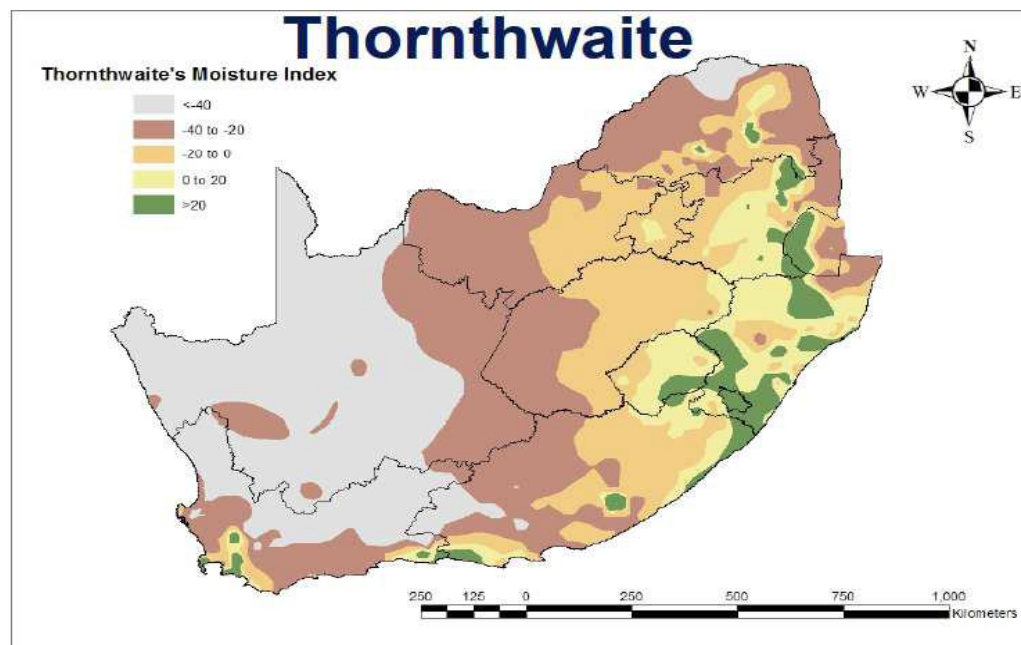 Thornthwaite
Thornthwaite's Moisture Index
<-40
-40 to -20
-20 to 0
0 to 20
>20
N
W E
S
250 125 0 250 500 750 1,000
Kilometers